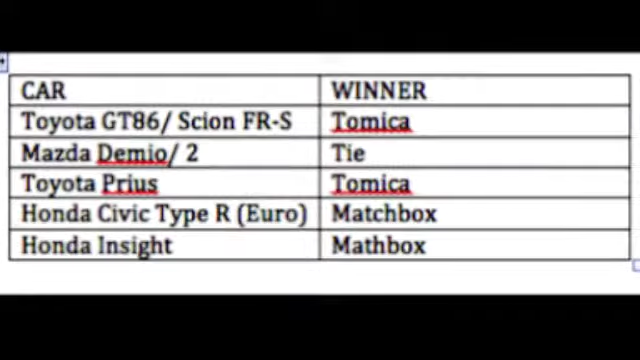 CAR WINNER
Toyota GT86/ Scion FR-S Tomica
Mazda Demio/ 2 Tie
Toyota Prius Tomica
Honda Civic Type R (Euro) Matchbox
Honda Insight Mathbox